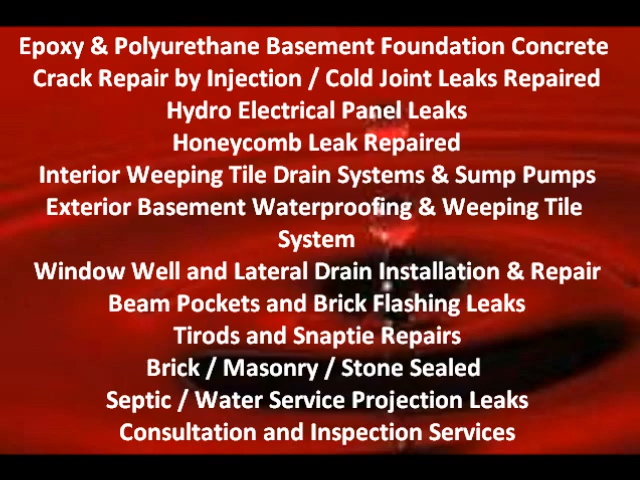 Epoxy & Polyurethane Basement Foundation Concrete
Crack Repair by Injection / Cold Joint Leaks Repaired
Hydro Electrical Panel Leaks
Honeycomb Leak Repaired
Interior Weeping Tile Drain Systems & Sump Pumps
Exterior Basement Waterproofing & Weeping Tile
System
Window Well and Lateral Drain Installation & Repair
Beam Pockets and Brick Flashing Leaks
Tirods and Snaptie Repairs
Brick / Masonry / Stone Sealed
Septic / Water Service Projection Leaks
Consultation and Inspection Services